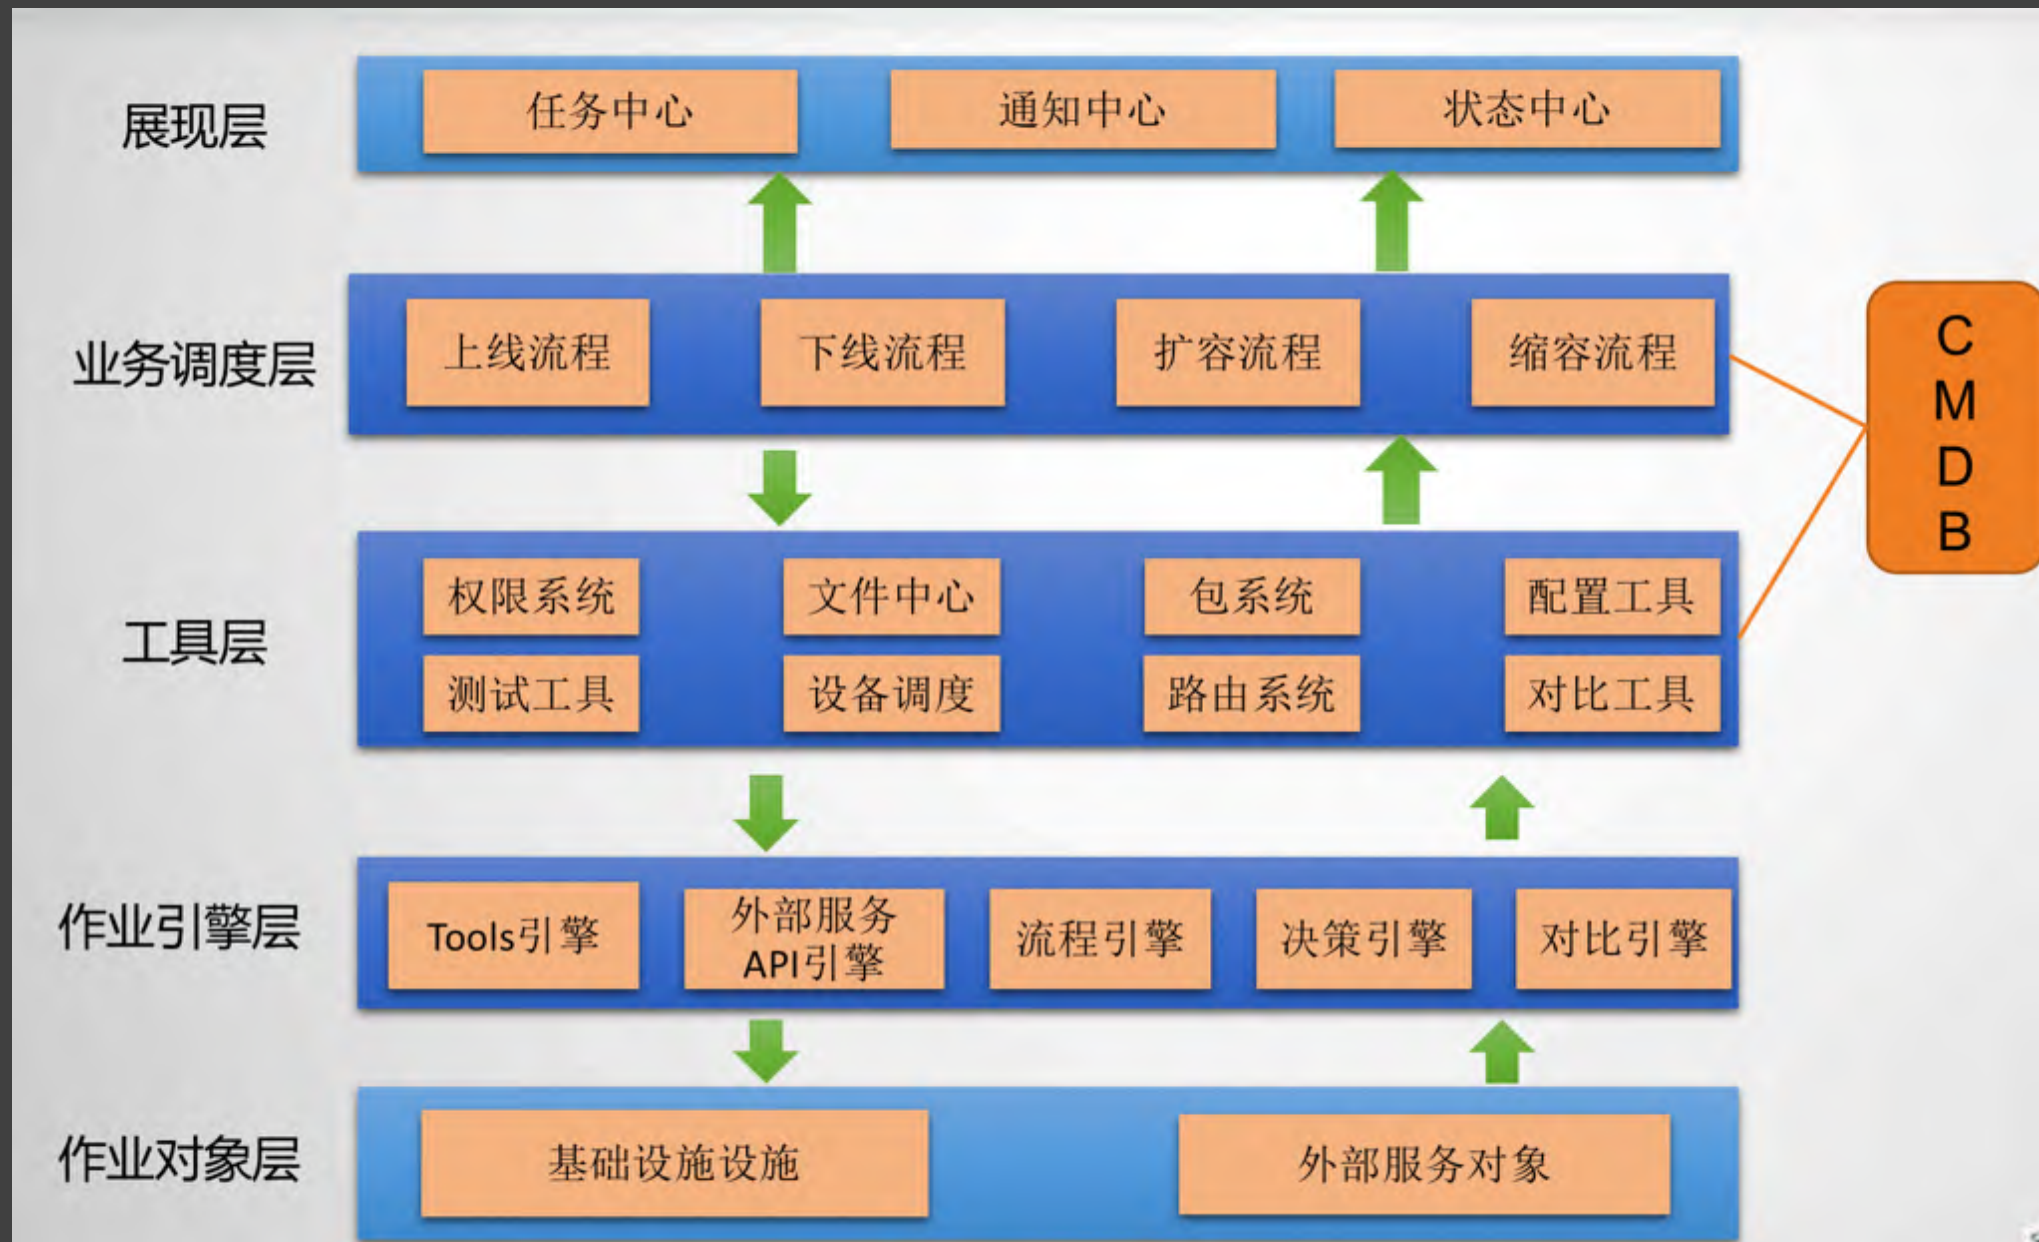 展现层
任务中心
通知中心
状态中心
业务调度层
上线流程
下线流程
扩容流程
缩容流程
C
M
D
B
工具层
权限系统
文件中心
包系统
配置工具
测试工具
设备调度
路由系统
对比工具
作业引擎层
Tools引擎
外部服务
API引擎
流程引擎
决策引擎
对比引擎
作业对象层
基础设施设施
外部服务对象